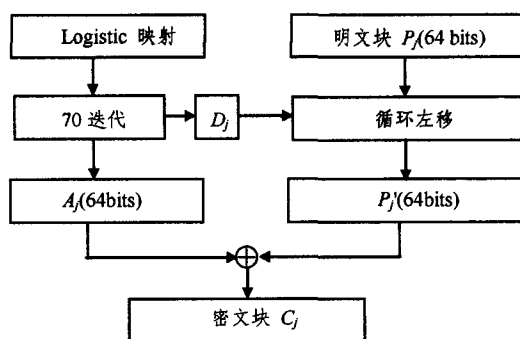 Logistic 映射
明文块 Pj(64 bits)
70 迭代
Dj
循环左移
Aj(64bits)
Pj'(64bits)
密文块 Cj